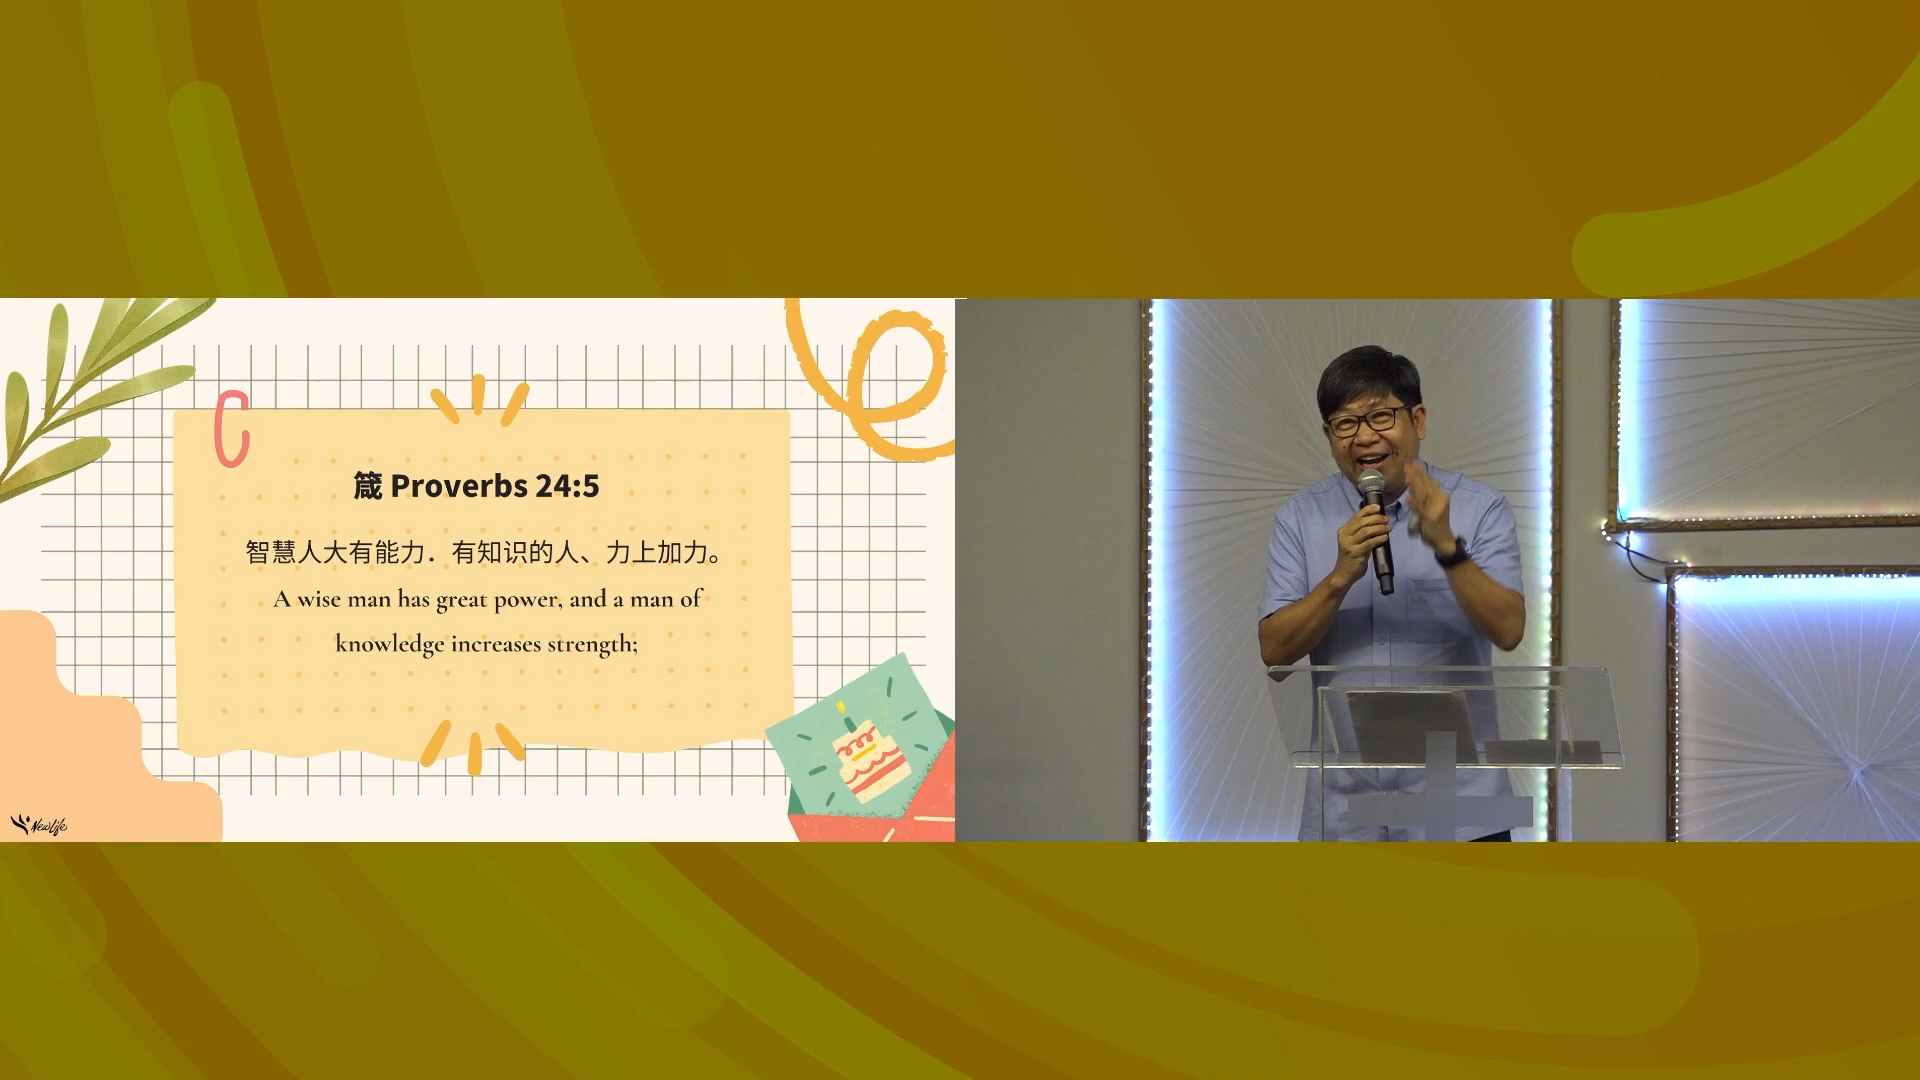 箴 Proverbs 24:5
智慧人大有能力．有知识的人、力上加力。
A wise man has great power, and a man of
knowledge increases strength;
NewLife